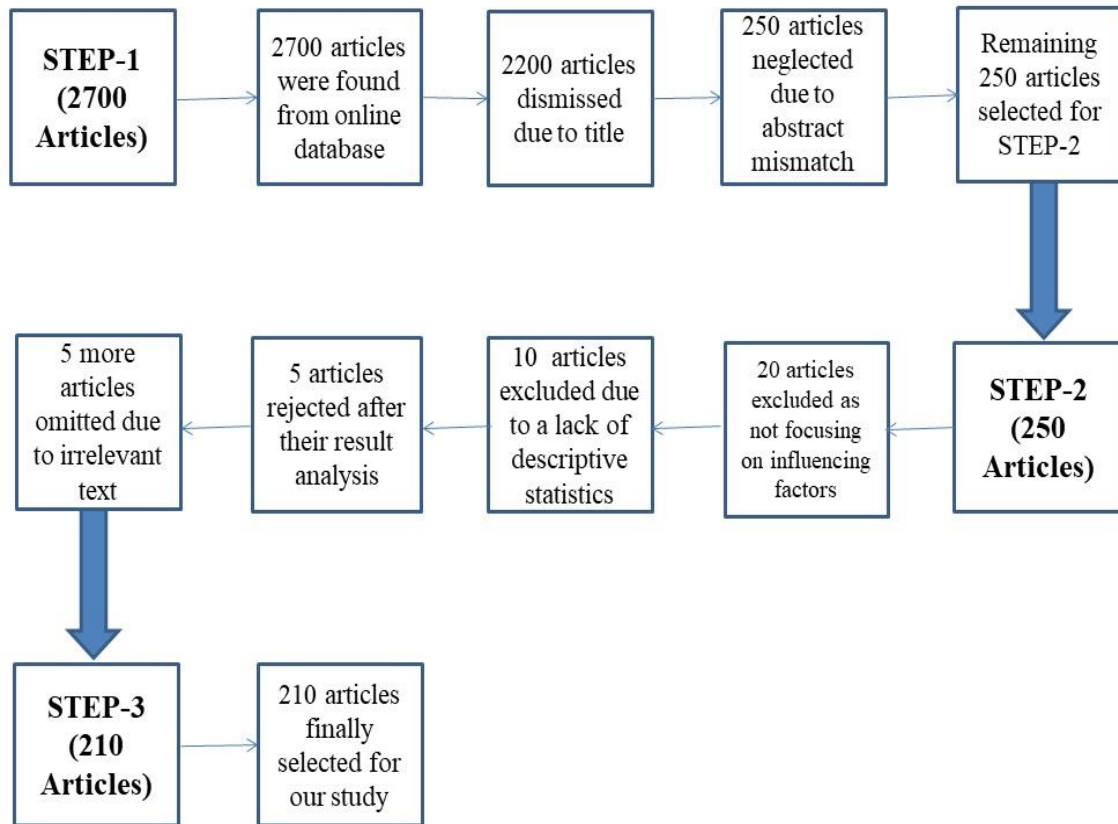 STEP-1
(2700
Articles)
2700 articles
were found
from online
database
2200 articles
dismissed
due to title
250 articles
neglected
due to
abstract
mismatch
Remaining
250 articles
selected for
STEP-2
STEP-2
(250
Articles)
20 articles
excluded as
not focusing
on influencing
factors
10 articles
excluded due
to a lack of
descriptive
statistics
5 articles
rejected after
their result
analysis
5 more
articles
omitted due
to irrelevant
text
STEP-3
(210
Articles)
210 articles
finally
selected for
our study